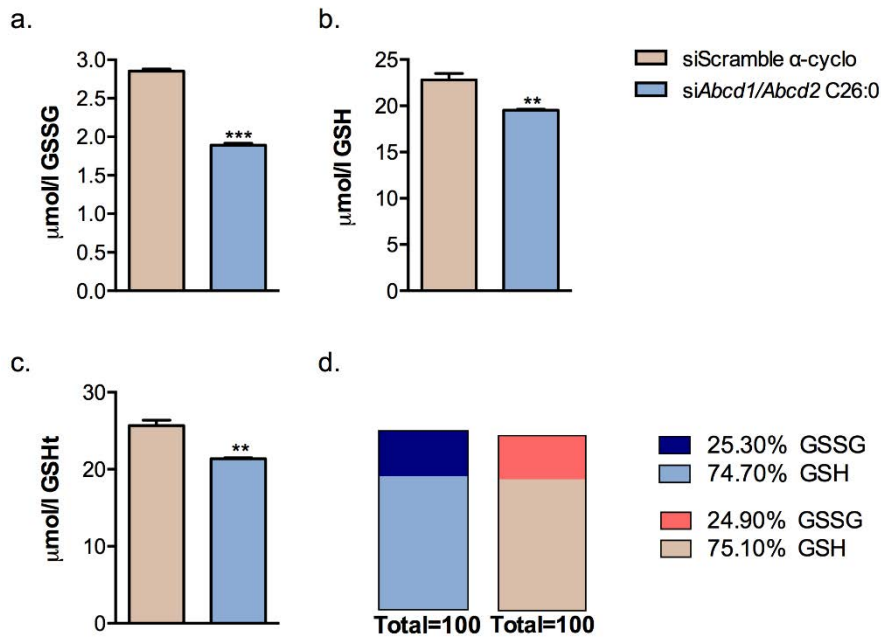 a.
μmol/l GSSG
3.0
2.5
2.0
1.5
1.0
0.5
0.0
***
b.
μmol/l GSH
25
20
15
10
5
0
**
siScramble α-cyclo
siAbcd1/Abcd2 C26:0
c.
μmol/l GSHt
30
20
10
0
**
d.
Total=100
Total=100
25.30% GSSG
74.70% GSH
24.90% GSSG
75.10% GSH